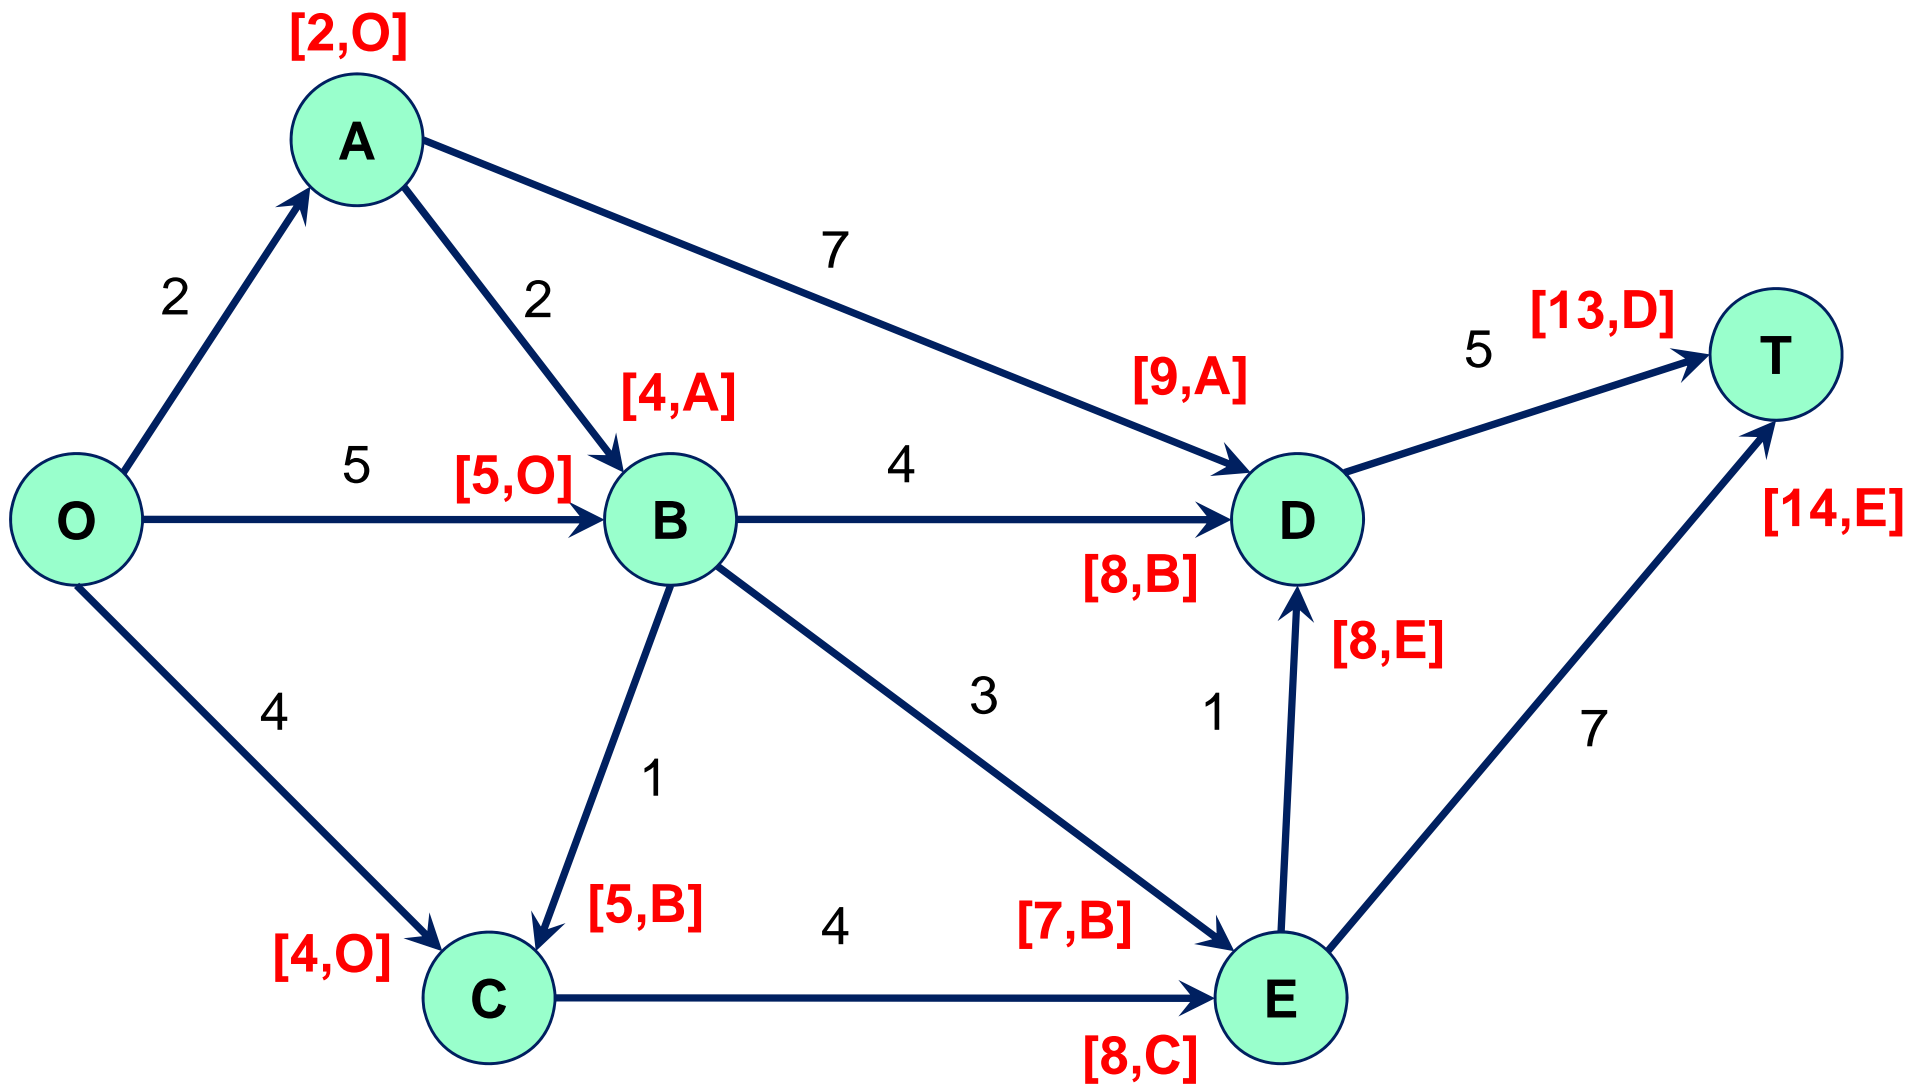 [2,O]
A
7
2
2
[13,D]
5
T
[9,A]
[4,A]
5
[5,O]
4
O
B
D
[14,E]
[8,B]
[8,E]
3
1
4
7
1
[5,B]
4
[7,B]
[4,O]
C
E
[8,C]